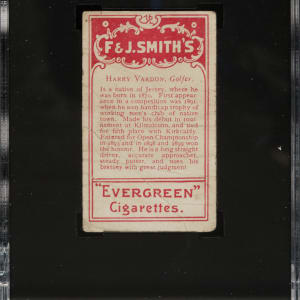 F & J. SMITH'S
HARRY VARDON, Golfer.
Is a native of Jersey, where he
was born in 1870. First appear-
ance in a competition was 1891,
when he won handicap trophy of
working men's club of native
town. Made his début in tour-
nament at Kilmalcolm, and tied
for fifth place with Kirkcaldy.
Entered for Open Championship
in 1893 and in 1898 and 1899 won
the honour. He is a long straight
driver, accurate approacher,
steady putter, and uses his
brassey with great judgment
"EVERGREEN"
Cigarettes.